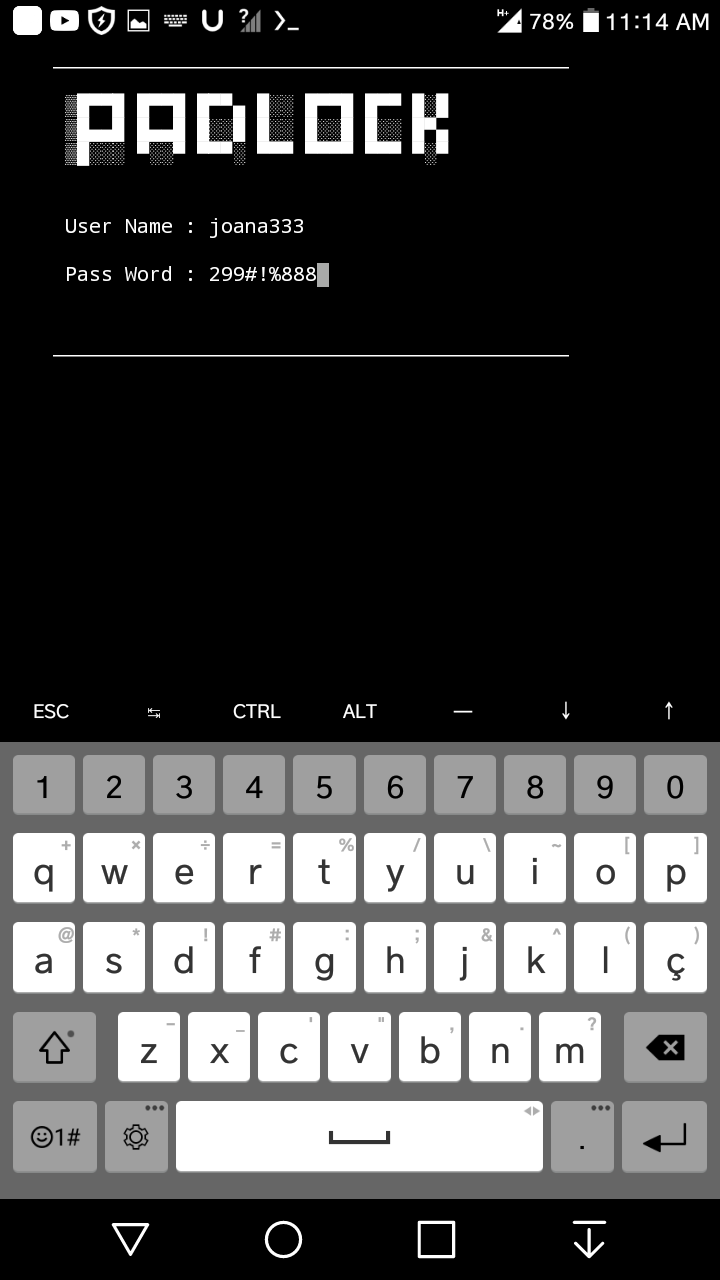 H+ 78% 11:14 AM
PADLOCK
User Name : joana333
Pass Word : 299#!%888
ESC ↹ CTRL ALT — ↓ ↑
1 2 3 4 5 6 7 8 9 0
+ × ÷ = % / \ ~ [ ]
q w e r t y u i o p
@ * ! # : ; & ^ ( )
a s d f g h j k l ç
- _ ' " , . ?
z x c v b n m
☺1# .